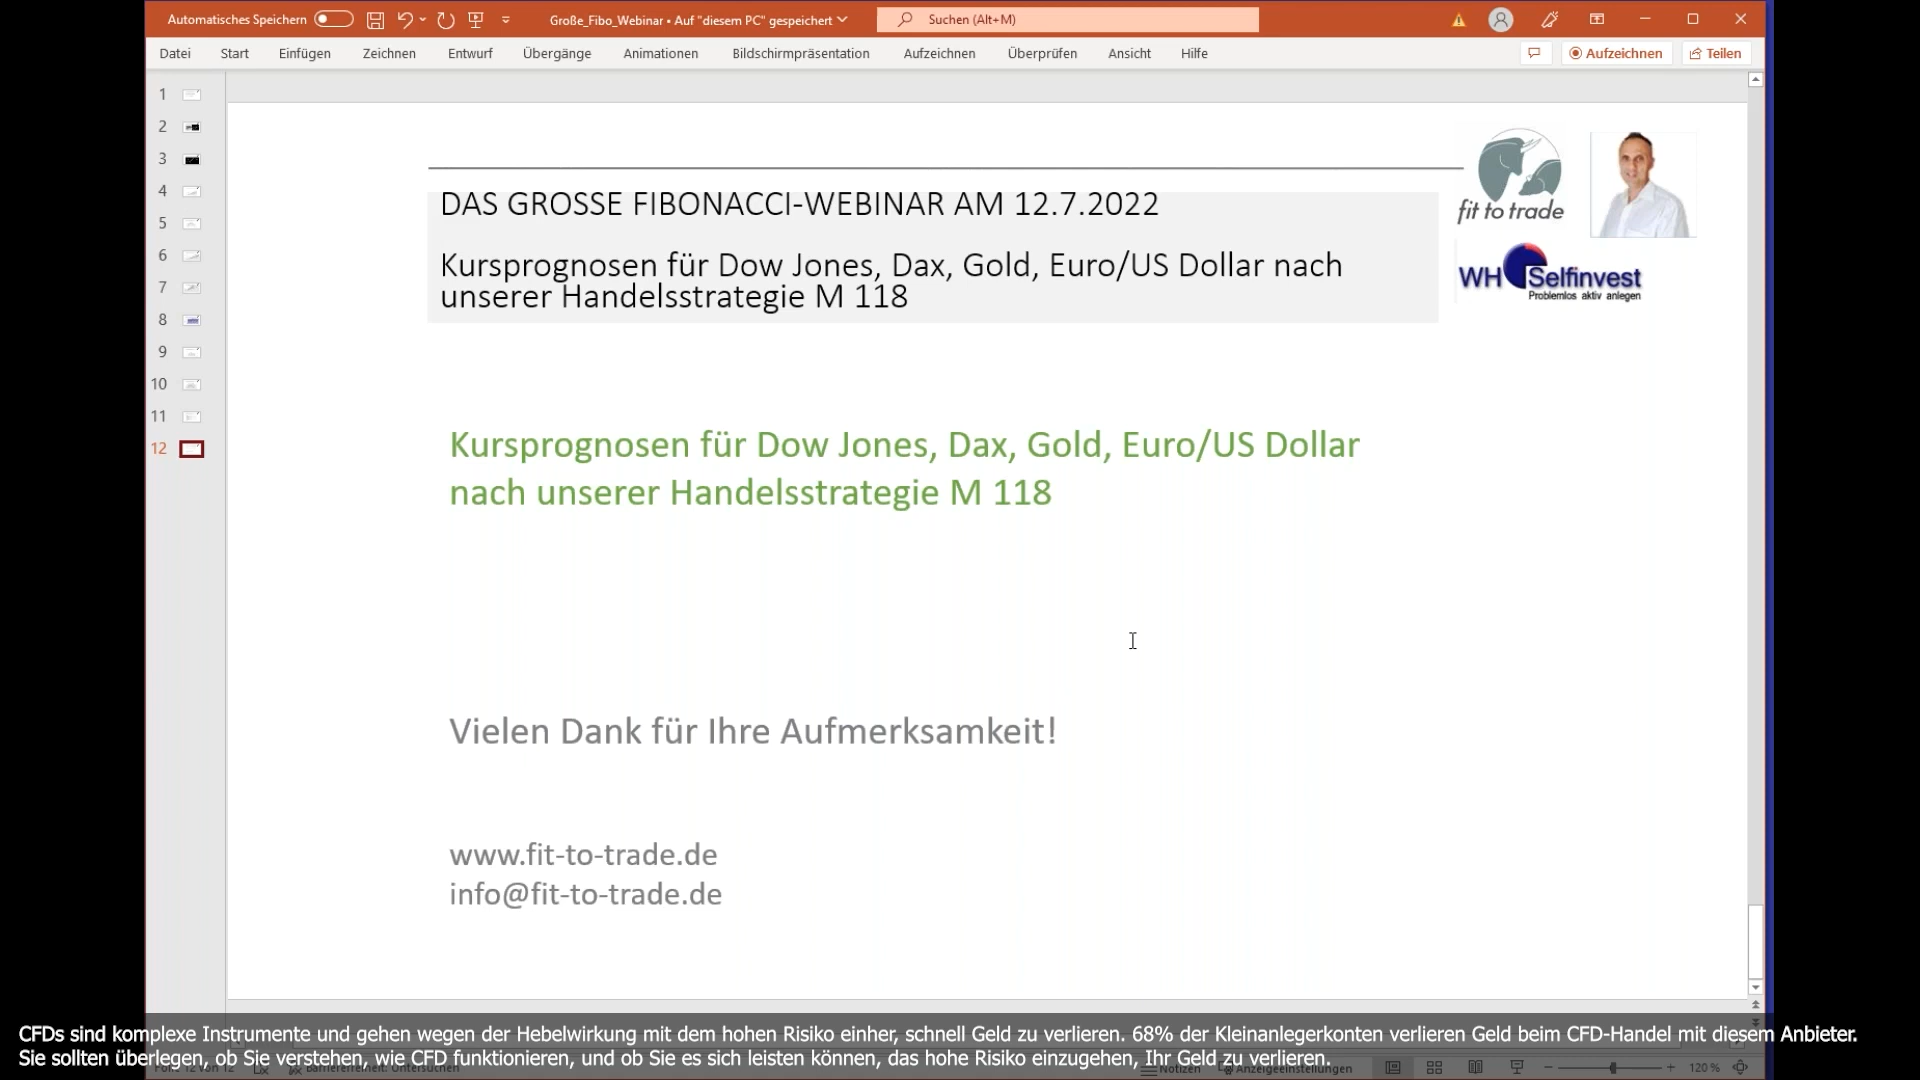 Automatisches Speichern
Große_Fibo_Webinar • Auf "diesem PC" gespeichert
Suchen (Alt+M)
Datei Start Einfügen Zeichnen Entwurf Übergänge Animationen Bildschirmpräsentation Aufzeichnen Überprüfen Ansicht Hilfe
Aufzeichnen Teilen
1
2
3
4
5
6
7
8
9
10
11
12
DAS GROSSE FIBONACCI-WEBINAR AM 12.7.2022
Kursprognosen für Dow Jones, Dax, Gold, Euro/US Dollar nach
unserer Handelsstrategie M 118
fit to trade
WH Selfinvest
Problemlos aktiv anlegen
Kursprognosen für Dow Jones, Dax, Gold, Euro/US Dollar
nach unserer Handelsstrategie M 118
Vielen Dank für Ihre Aufmerksamkeit!
www.fit-to-trade.de
info@fit-to-trade.de
CFDs sind komplexe Instrumente und gehen wegen der Hebelwirkung mit dem hohen Risiko einher, schnell Geld zu verlieren. 68% der Kleinanlegerkonten verlieren Geld beim CFD-Handel mit diesem Anbieter.
Sie sollten überlegen, ob Sie verstehen, wie CFD funktionieren, und ob Sie es sich leisten können, das hohe Risiko einzugehen, Ihr Geld zu verlieren.
Notizen Anzeigeeinstellungen 120 %